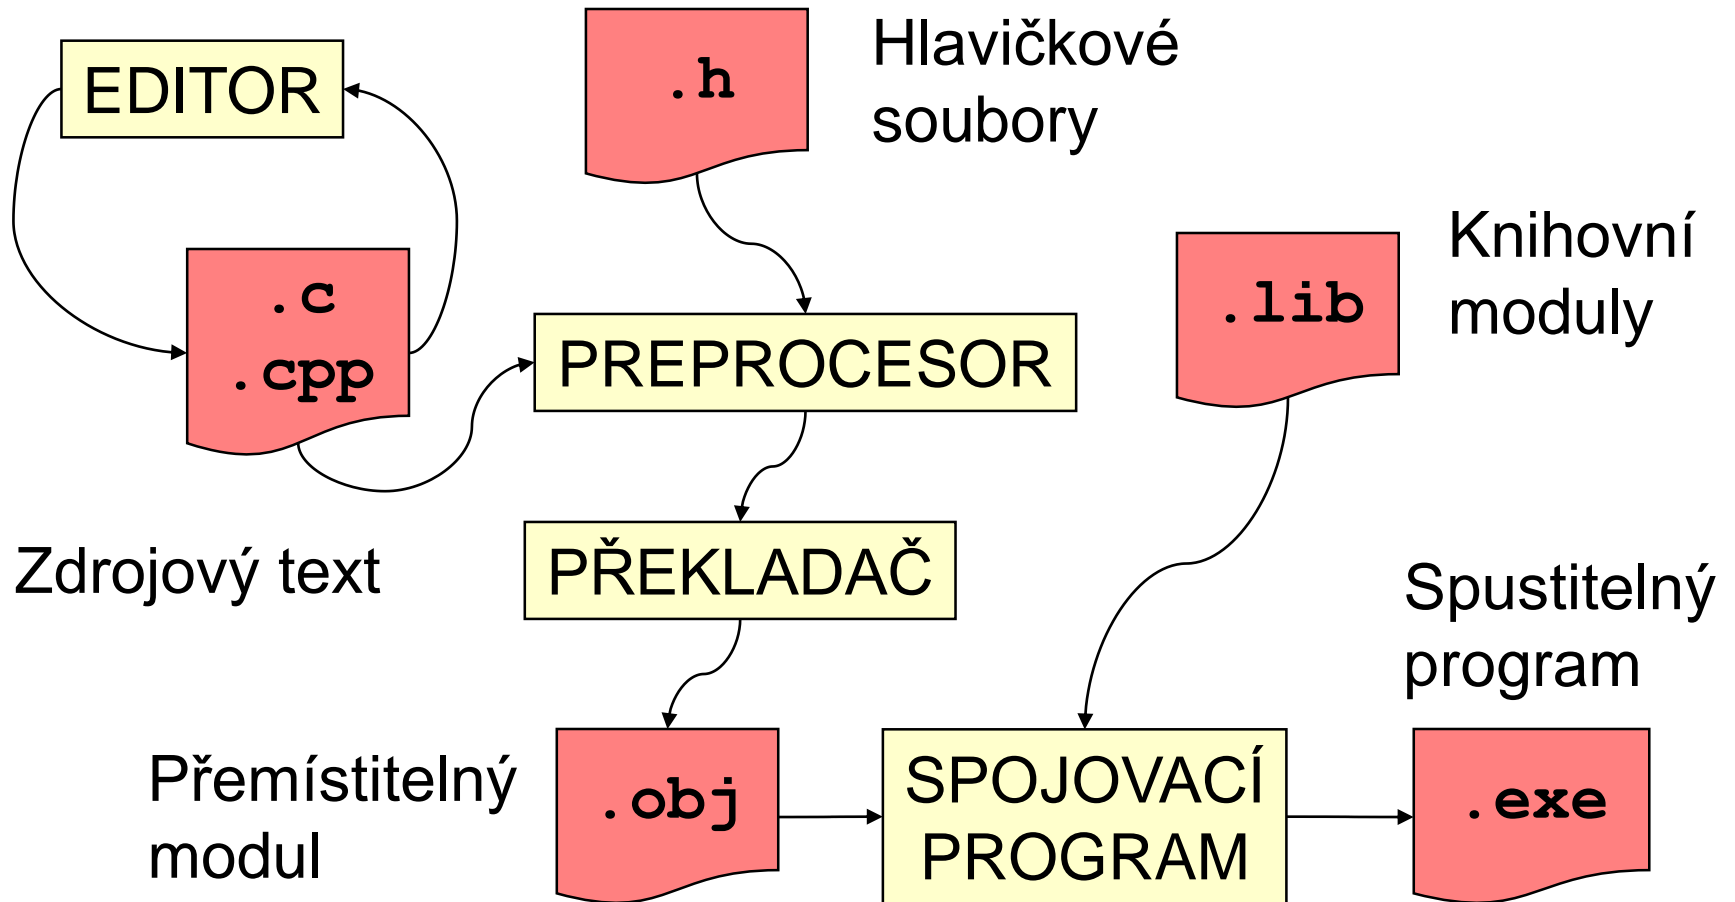 EDITOR
.h
Hlavičkové
soubory
.c
.cpp
Knihovní
moduly
.lib
PREPROCESOR
Zdrojový text
PŘEKLADAČ
Spustitelný
program
Přemístitelný
modul
.obj
SPOJOVACÍ
PROGRAM
.exe